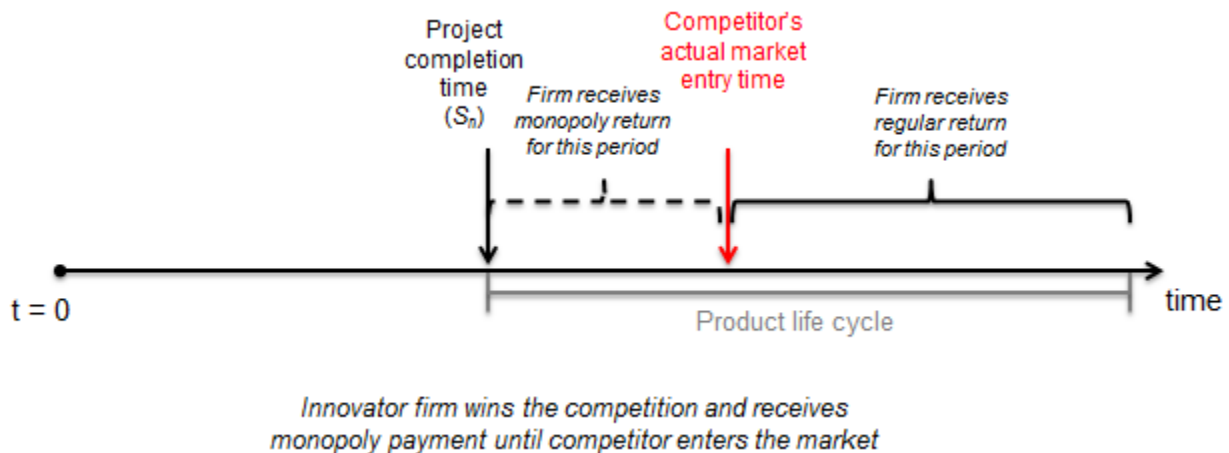 Project
completion
time
(Sₙ)
Competitor's
actual market
entry time
Firm receives
monopoly return
for this period
Firm receives
regular return
for this period
t = 0
time
Product life cycle
Innovator firm wins the competition and receives
monopoly payment until competitor enters the market